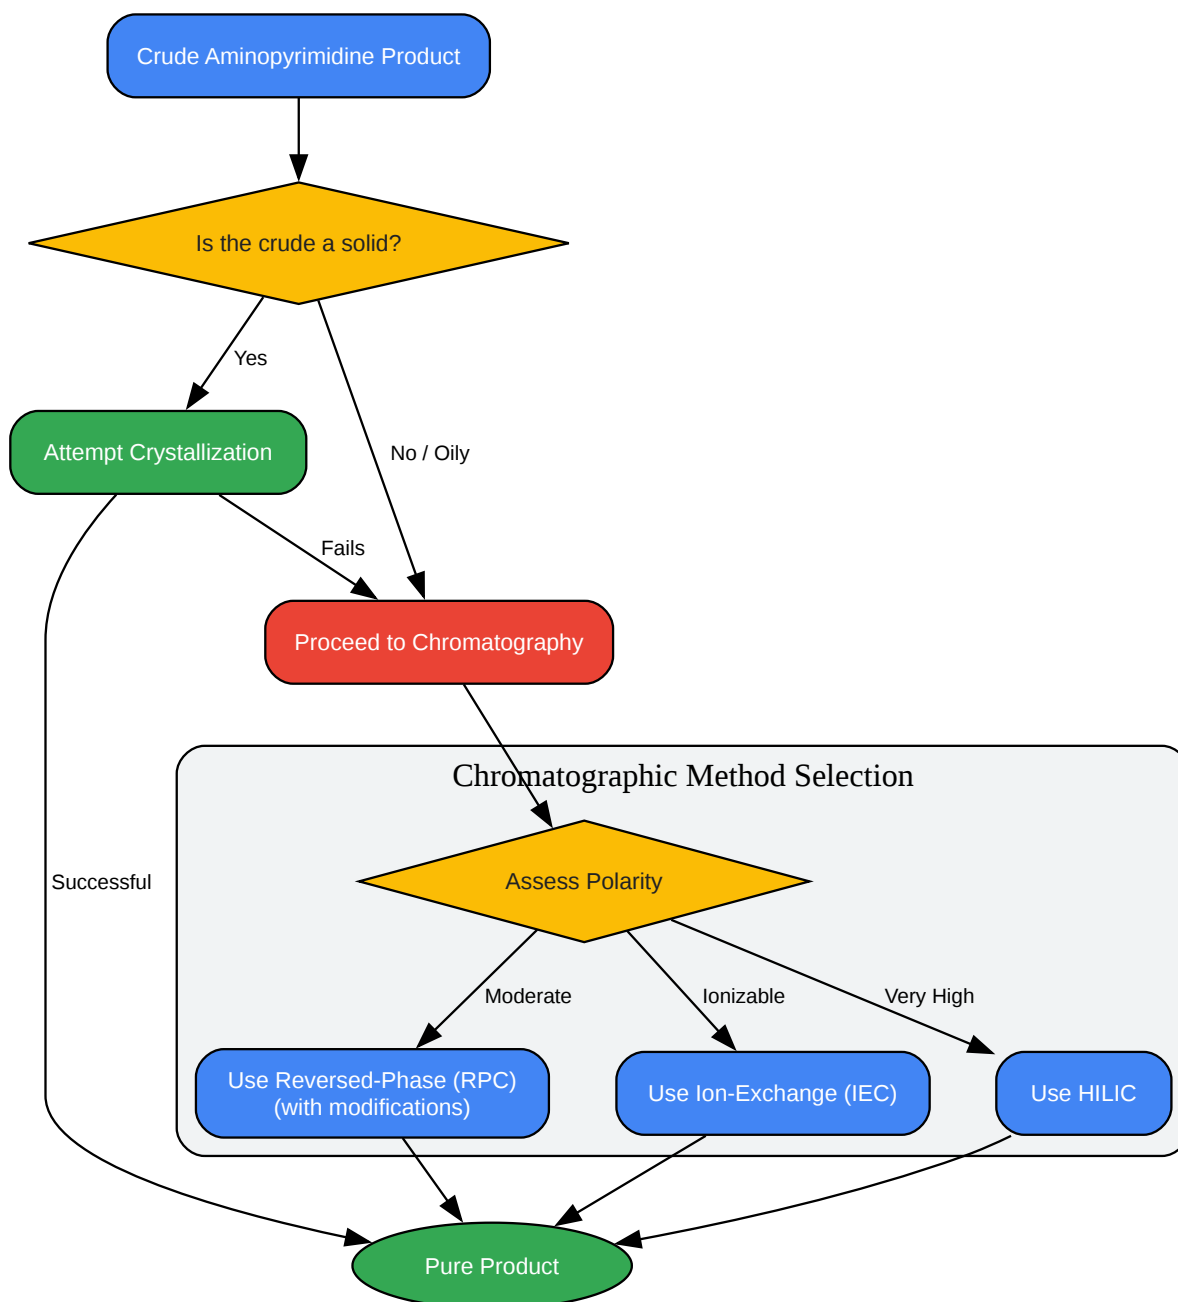 Crude Aminopyrimidine Product
Is the crude a solid?
Yes
Attempt Crystallization
No / Oily
Fails
Proceed to Chromatography
Chromatographic Method Selection
Successful
Assess Polarity
Moderate
Ionizable
Very High
Use Reversed-Phase (RPC)
(with modifications)
Use Ion-Exchange (IEC)
Use HILIC
Pure Product